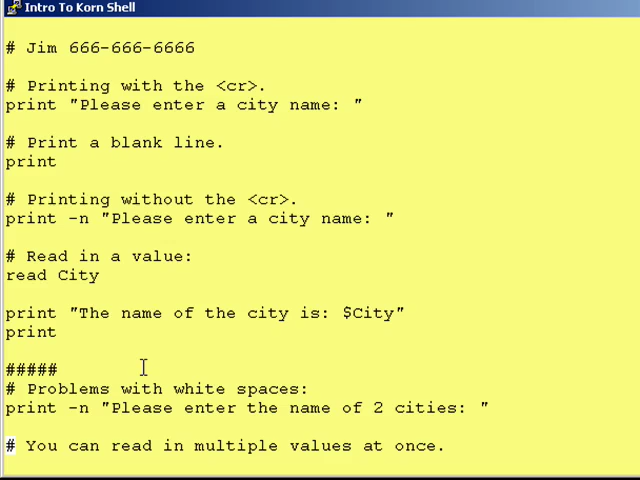 Intro To Korn Shell
# Jim 666-666-6666
# Printing with the <cr>.
print "Please enter a city name: "
# Print a blank line.
print
# Printing without the <cr>.
print -n "Please enter a city name: "
# Read in a value:
read City
print "The name of the city is: $City"
print
#####
# Problems with white spaces:
print -n "Please enter the name of 2 cities: "
# You can read in multiple values at once.